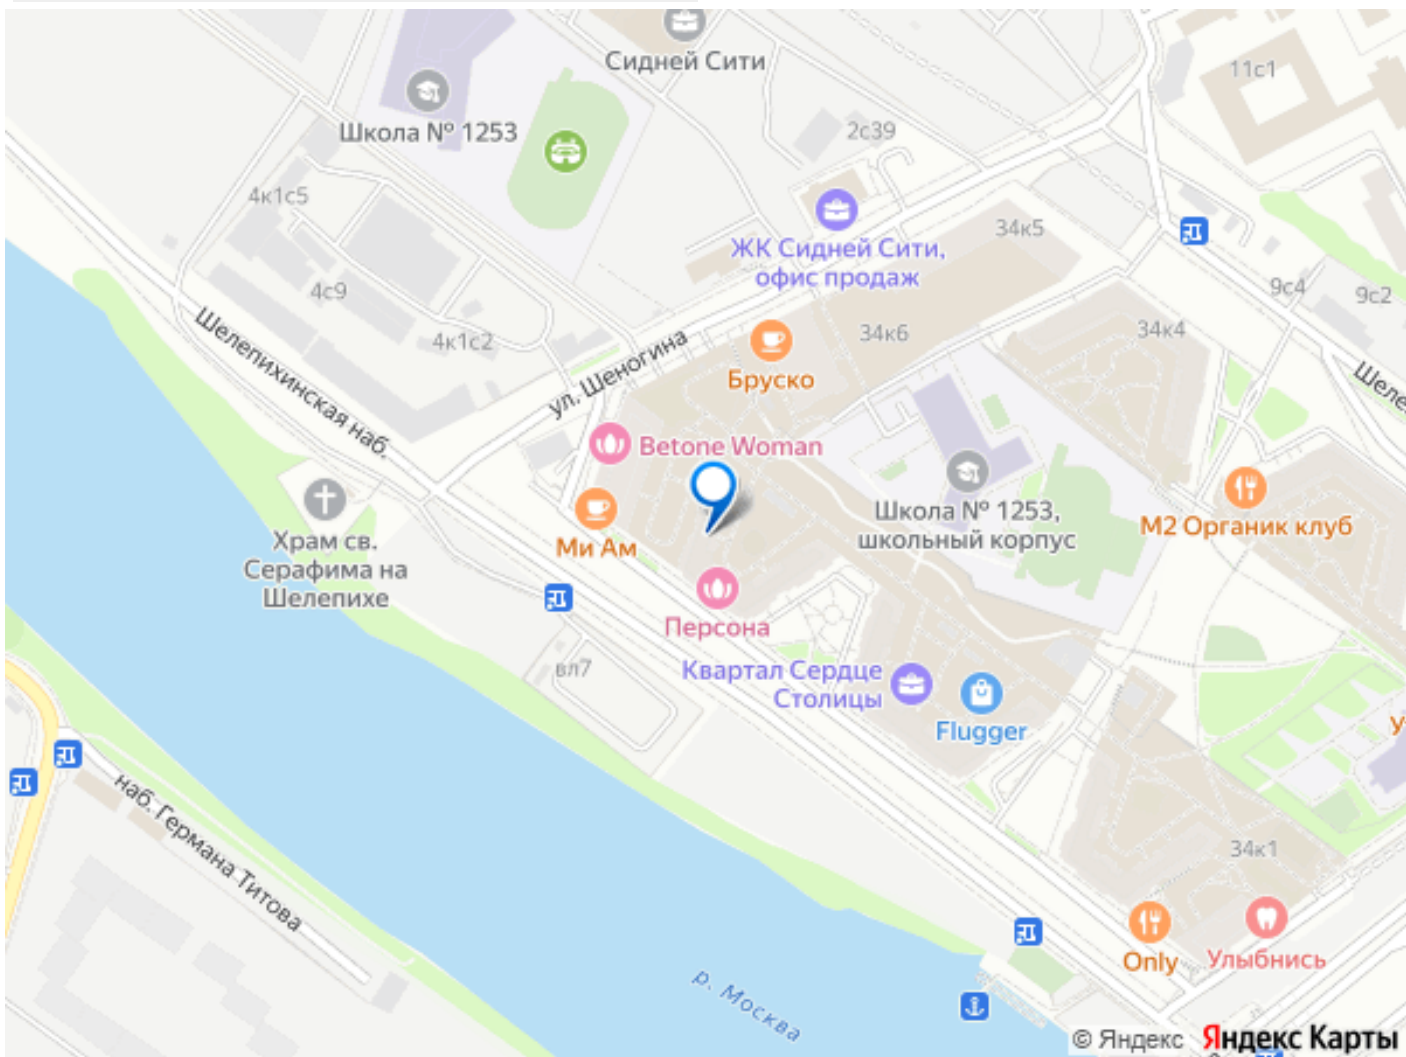 Сидней Сити
11с1
Школа № 1253
2с39
4к1с5
34к5
ЖК Сидней Сити,
офис продаж
4с9
9с4
9с2
Шелепихинская наб.
4к1с2
ул. Шеногина
34к6
34к4
Бруско
Шеле
Betone Woman
Школа № 1253,
школьный корпус
М2 Органик клуб
Храм св.
Серафима на
Шелепихе
Ми Ам
Персона
вл7
Квартал Сердце
Столицы
Flugger
У
наб. Германа Титова
34к1
Only
Улыбнись
р. Москва
© Яндекс Яндекс Карты